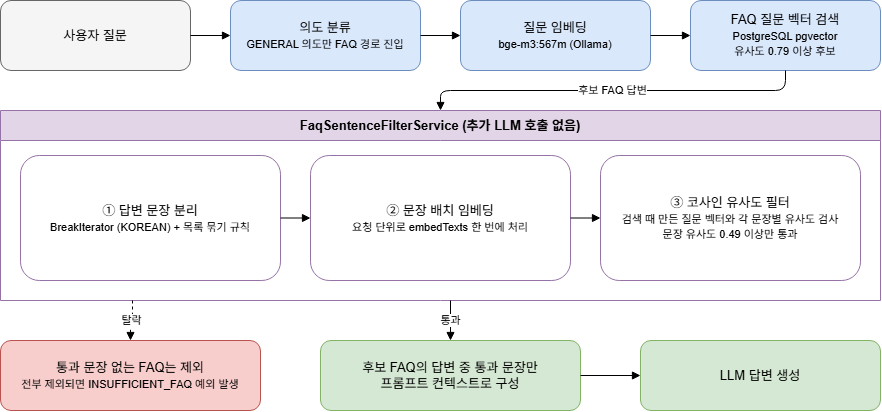 사용자 질문
의도 분류
GENERAL 의도만 FAQ 경로 진입
질문 임베딩
bge-m3:567m (Ollama)
FAQ 질문 벡터 검색
PostgreSQL pgvector
유사도 0.79 이상 후보
후보 FAQ 답변
FaqSentenceFilterService (추가 LLM 호출 없음)
① 답변 문장 분리
BreakIterator (KOREAN) + 목록 묶기 규칙
② 문장 배치 임베딩
요청 단위로 embedTexts 한 번에 처리
③ 코사인 유사도 필터
검색 때 만든 질문 벡터와 각 문장별 유사도 검사
문장 유사도 0.49 이상만 통과
탈락
통과
통과 문장 없는 FAQ는 제외
전부 제외되면 INSUFFICIENT_FAQ 예외 발생
후보 FAQ의 답변 중 통과 문장만
프롬프트 컨텍스트로 구성
LLM 답변 생성